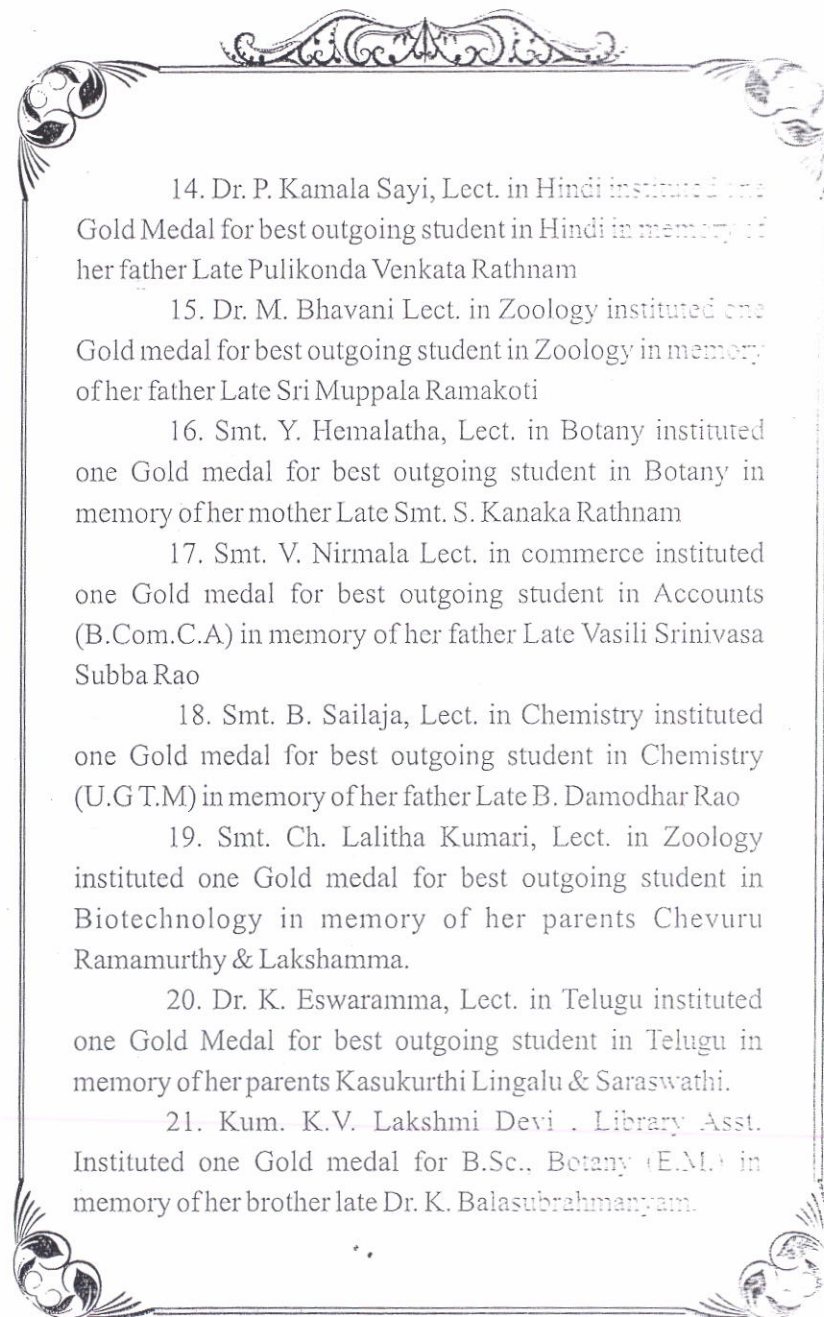 14. Dr. P. Kamala Sayi, Lect. in Hindi instituted one
Gold Medal for best outgoing student in Hindi in memory of
her father Late Pulikonda Venkata Rathnam
15. Dr. M. Bhavani Lect. in Zoology instituted one
Gold medal for best outgoing student in Zoology in memory
of her father Late Sri Muppala Ramakoti
16. Smt. Y. Hemalatha, Lect. in Botany instituted
one Gold medal for best outgoing student in Botany in
memory of her mother Late Smt. S. Kanaka Rathnam
17. Smt. V. Nirmala Lect. in commerce instituted
one Gold medal for best outgoing student in Accounts
(B.Com.C.A) in memory of her father Late Vasili Srinivasa
Subba Rao
18. Smt. B. Sailaja, Lect. in Chemistry instituted
one Gold medal for best outgoing student in Chemistry
(U.G T.M) in memory of her father Late B. Damodhar Rao
19. Smt. Ch. Lalitha Kumari, Lect. in Zoology
instituted one Gold medal for best outgoing student in
Biotechnology in memory of her parents Chevuru
Ramamurthy & Lakshamma.
20. Dr. K. Eswaramma, Lect. in Telugu instituted
one Gold Medal for best outgoing student in Telugu in
memory of her parents Kasukurthi Lingalu & Saraswathi.
21. Kum. K.V. Lakshmi Devi . Library Asst.
Instituted one Gold medal for B.Sc., Botany (E.M.) in
memory of her brother late Dr. K. Balasubrahmanyam.